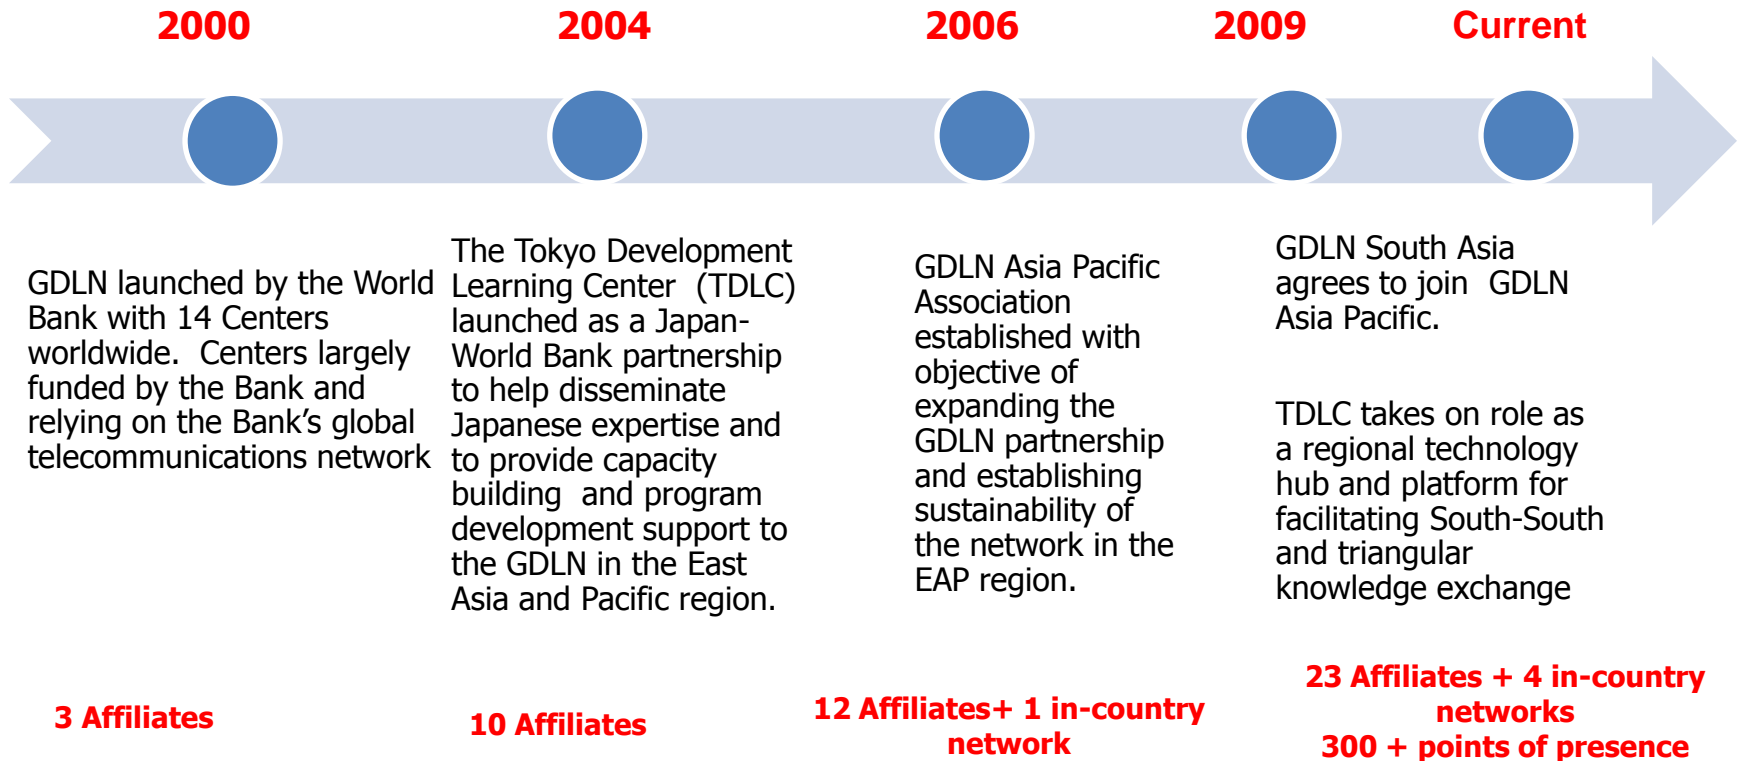 2000
2004
2006
2009
Current
GDLN launched by the World
Bank with 14 Centers
worldwide.  Centers largely
funded by the Bank and
relying on the Bank’s global
telecommunications network
The Tokyo Development
Learning Center  (TDLC)
launched as a Japan-
World Bank partnership
to help disseminate
Japanese expertise and
to provide capacity
building  and program
development support to
the GDLN in the East
Asia and Pacific region.
GDLN Asia Pacific
Association
established with
objective of
expanding the
GDLN partnership
and establishing
sustainability of
the network in the
EAP region.
GDLN South Asia
agrees to join  GDLN
Asia Pacific.
TDLC takes on role as
a regional technology
hub and platform for
facilitating South-South
and triangular
knowledge exchange
3 Affiliates
10 Affiliates
12 Affiliates+ 1 in-country
network
23 Affiliates + 4 in-country
networks
300 + points of presence